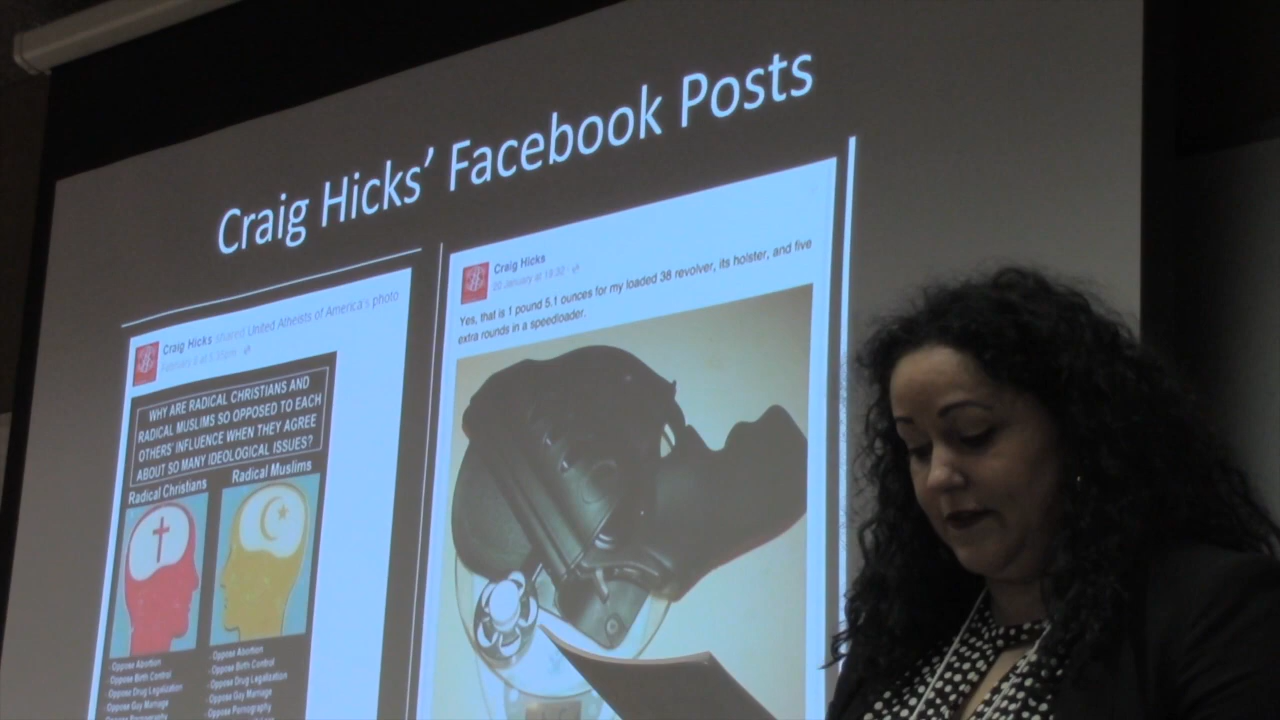 Craig Hicks’ Facebook Posts
Craig Hicks shared United Atheists of America's photo
WHY ARE RADICAL CHRISTIANS AND
RADICAL MUSLIMS SO OPPOSED TO EACH
OTHERS' INFLUENCE WHEN THEY AGREE
ABOUT SO MANY IDEOLOGICAL ISSUES?
Radical Christians
- Oppose Abortion
- Oppose Birth Control
- Oppose Drug Legalization
- Oppose Gay Marriage
- Oppose Pornography
Radical Muslims
- Oppose Abortion
- Oppose Birth Control
- Oppose Drug Legalization
- Oppose Gay Marriage
- Oppose Pornography
Craig Hicks
20 January at 18:30
Yes, that is 1 pound 5.1 ounces for my loaded 38 revolver, its holster, and five
extra rounds in a speedloader.